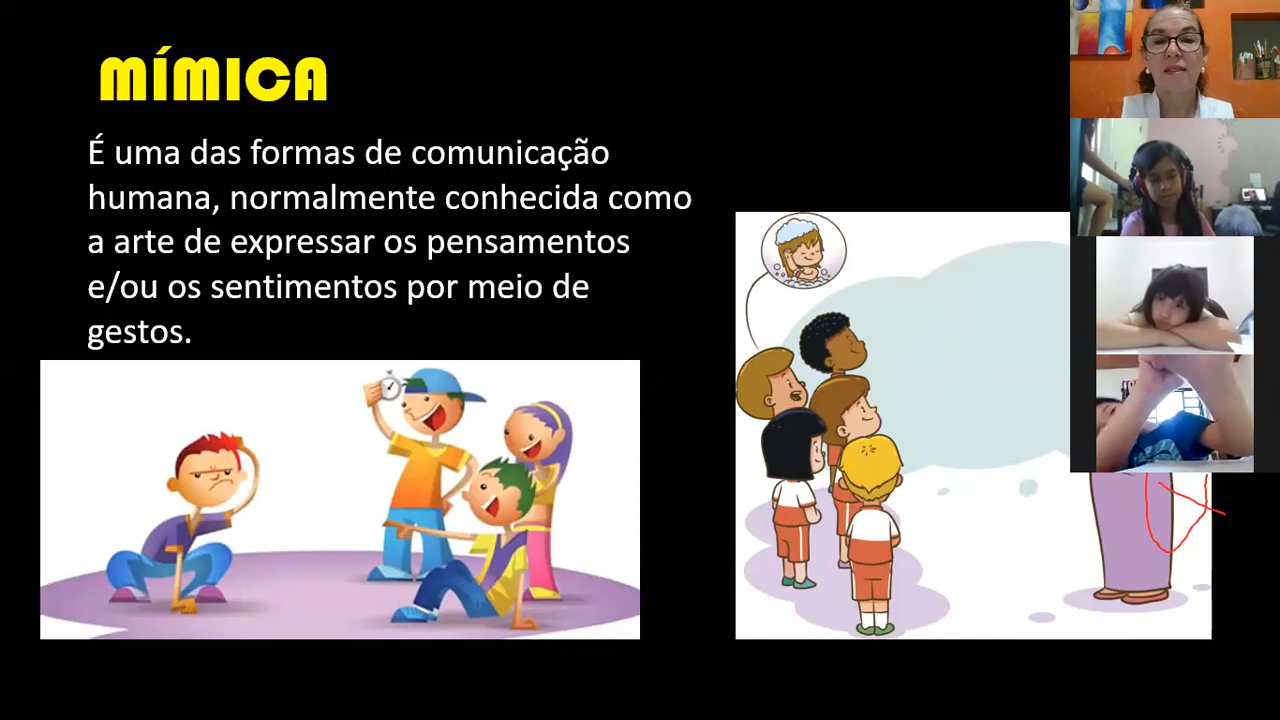 MÍMICA
É uma das formas de comunicação
humana, normalmente conhecida como
a arte de expressar os pensamentos
e/ou os sentimentos por meio de
gestos.